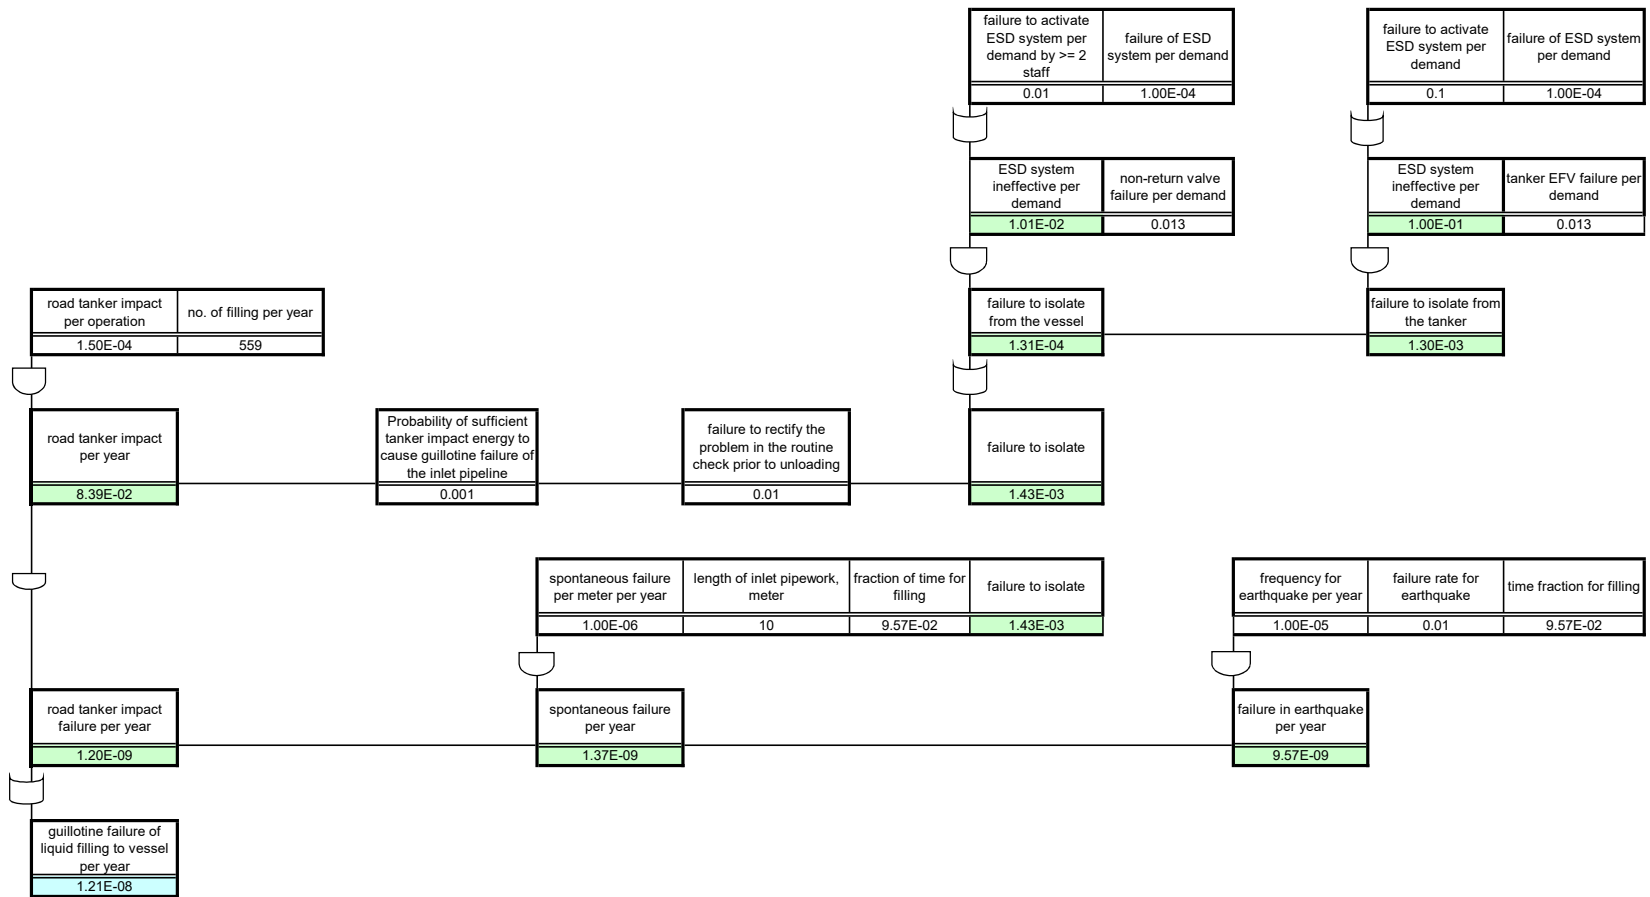 failure to activate
ESD system per
demand by >= 2
staff
failure of ESD
system per demand
0.01
1.00E-04
failure to activate
ESD system per
demand
failure of ESD system
per demand
0.1
1.00E-04
ESD system
ineffective per
demand
non-return valve
failure per demand
1.01E-02
0.013
ESD system
ineffective per
demand
tanker EFV failure per
demand
1.00E-01
0.013
road tanker impact
per operation
no. of filling per year
1.50E-04
559
failure to isolate
from the vessel
1.31E-04
failure to isolate from
the tanker
1.30E-03
road tanker impact
per year
8.39E-02
Probability of sufficient
tanker impact energy to
cause guillotine failure of
the inlet pipeline
0.001
failure to rectify the
problem in the routine
check prior to unloading
0.01
failure to isolate
1.43E-03
spontaneous failure
per meter per year
length of inlet pipework,
meter
fraction of time for
filling
failure to isolate
1.00E-06
10
9.57E-02
1.43E-03
frequency for
earthquake per year
failure rate for
earthquake
time fraction for filling
1.00E-05
0.01
9.57E-02
road tanker impact
failure per year
1.20E-09
spontaneous failure
per year
1.37E-09
failure in earthquake
per year
9.57E-09
guillotine failure of
liquid filling to vessel
per year
1.21E-08